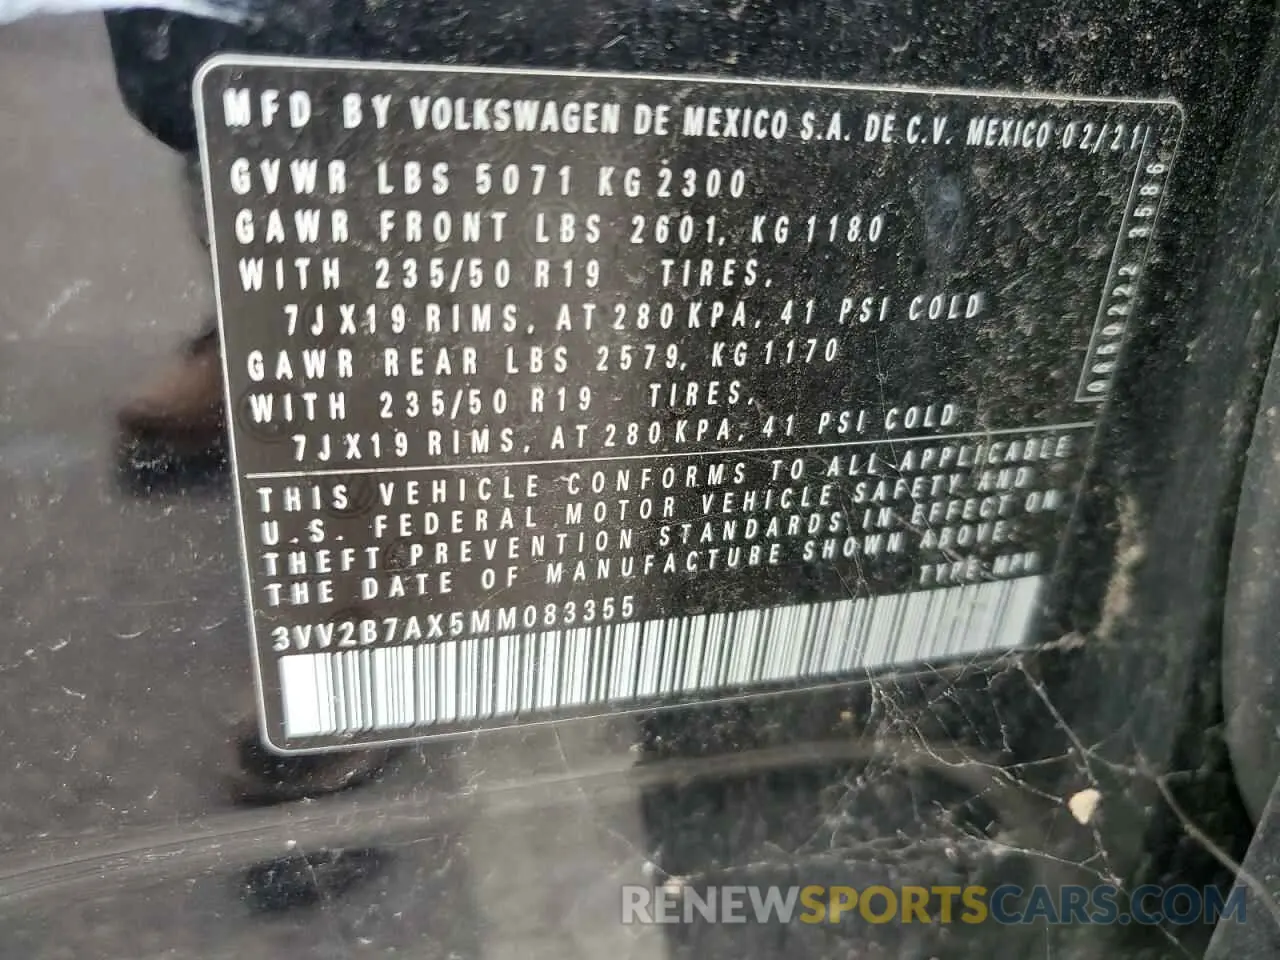 MFD BY VOLKSWAGEN DE MEXICO S.A. DE C.V. MEXICO 02/21
GVWR LBS 5071 KG 2300
GAWR FRONT LBS 2601, KG 1180
WITH 235/50 R19 TIRES,
7JX19 RIMS, AT 280 KPA, 41 PSI COLD
GAWR REAR LBS 2579, KG 1170
WITH 235/50 R19 TIRES,
7JX19 RIMS, AT 280 KPA, 41 PSI COLD
THIS VEHICLE CONFORMS TO ALL APPLICABLE
U.S. FEDERAL MOTOR VEHICLE SAFETY AND
THEFT PREVENTION STANDARDS IN EFFECT ON
THE DATE OF MANUFACTURE SHOWN ABOVE.
TYPE: MPV
3VV2B7AX5MM083355
RENEWSPORTSCARS.COM